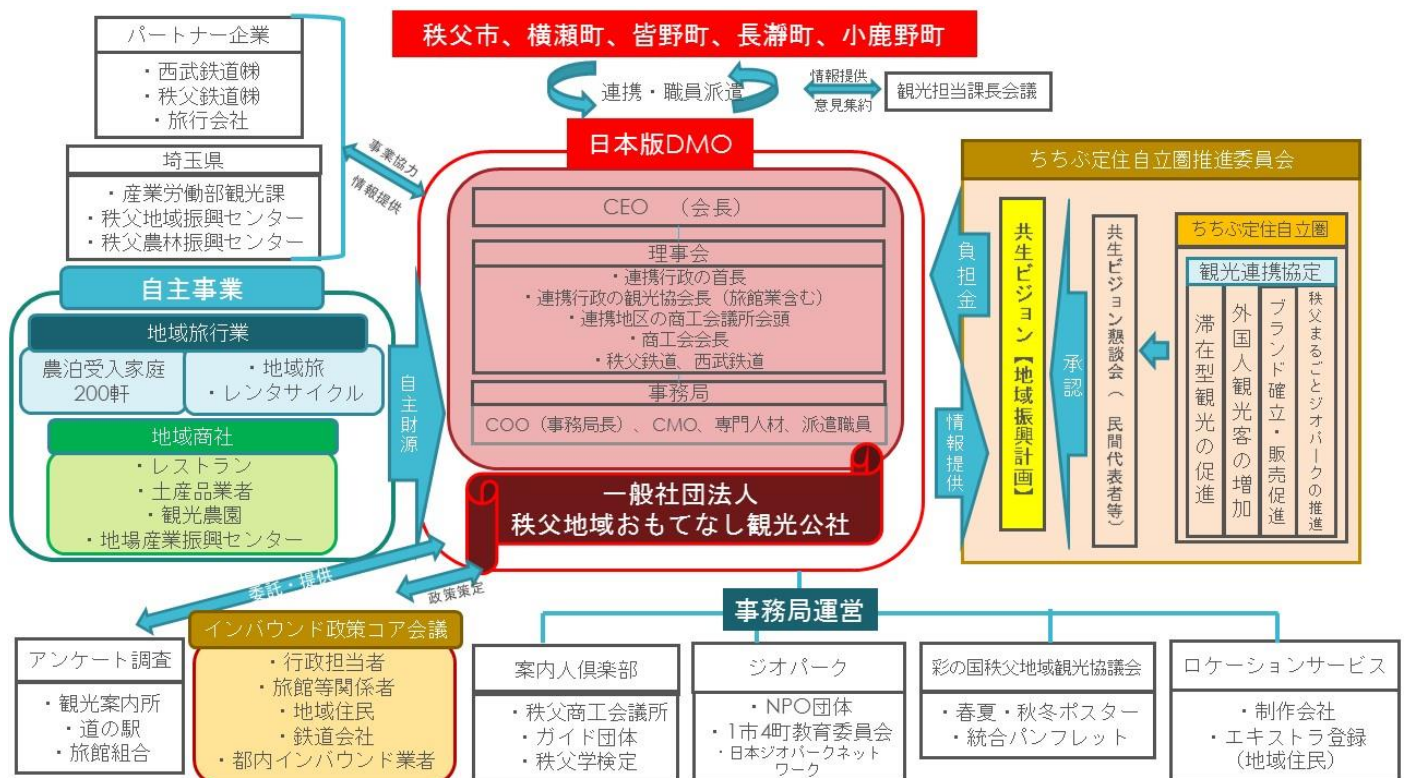 パートナー企業
・西武鉄道㈱
・秩父鉄道㈱
・旅行会社
埼玉県
・産業労働部観光課
・秩父地域振興センター
・秩父農林振興センター
秩父市、横瀬町、皆野町、長瀞町、小鹿野町
連携・職員派遣
情報提供
意見集約
観光担当課長会議
事業協力
情報提供
日本版DMO
CEO （会長）
理事会
・連携行政の首長
・連携行政の観光協会長（旅館業含む）
・連携地区の商工会議所会頭
・商工会会長
・秩父鉄道、西武鉄道
事務局
COO（事務局長）、CMO、専門人材、派遣職員
一般社団法人
秩父地域おもてなし観光公社
自主事業
地域旅行業
農泊受入家庭
200軒
・地域旅
・レンタサイクル
地域商社
・レストラン
・土産品業者
・観光農園
・地場産業振興センター
自主財源
負担金
情報提供
ちちぶ定住自立圏推進委員会
共生ビジョン【地域振興計画】
承認
共生ビジョン懇談会（ 民間代表者等）
ちちぶ定住自立圏
観光連携協定
滞在型観光の促進
外国人観光客の増加
ブランド確立・販売促進
秩父まるごとジオパークの推進
委託・提供
政策策定
アンケート調査
・観光案内所
・道の駅
・旅館組合
インバウンド政策コア会議
・行政担当者
・旅館等関係者
・地域住民
・鉄道会社
・都内インバウンド業者
事務局運営
案内人倶楽部
・秩父商工会議所
・ガイド団体
・秩父学検定
ジオパーク
・NPO団体
・1市4町教育委員会
・日本ジオパークネット
ワーク
彩の国秩父地域観光協議会
・春夏・秋冬ポスター
・統合パンフレット
ロケーションサービス
・制作会社
・エキストラ登録
（地域住民）